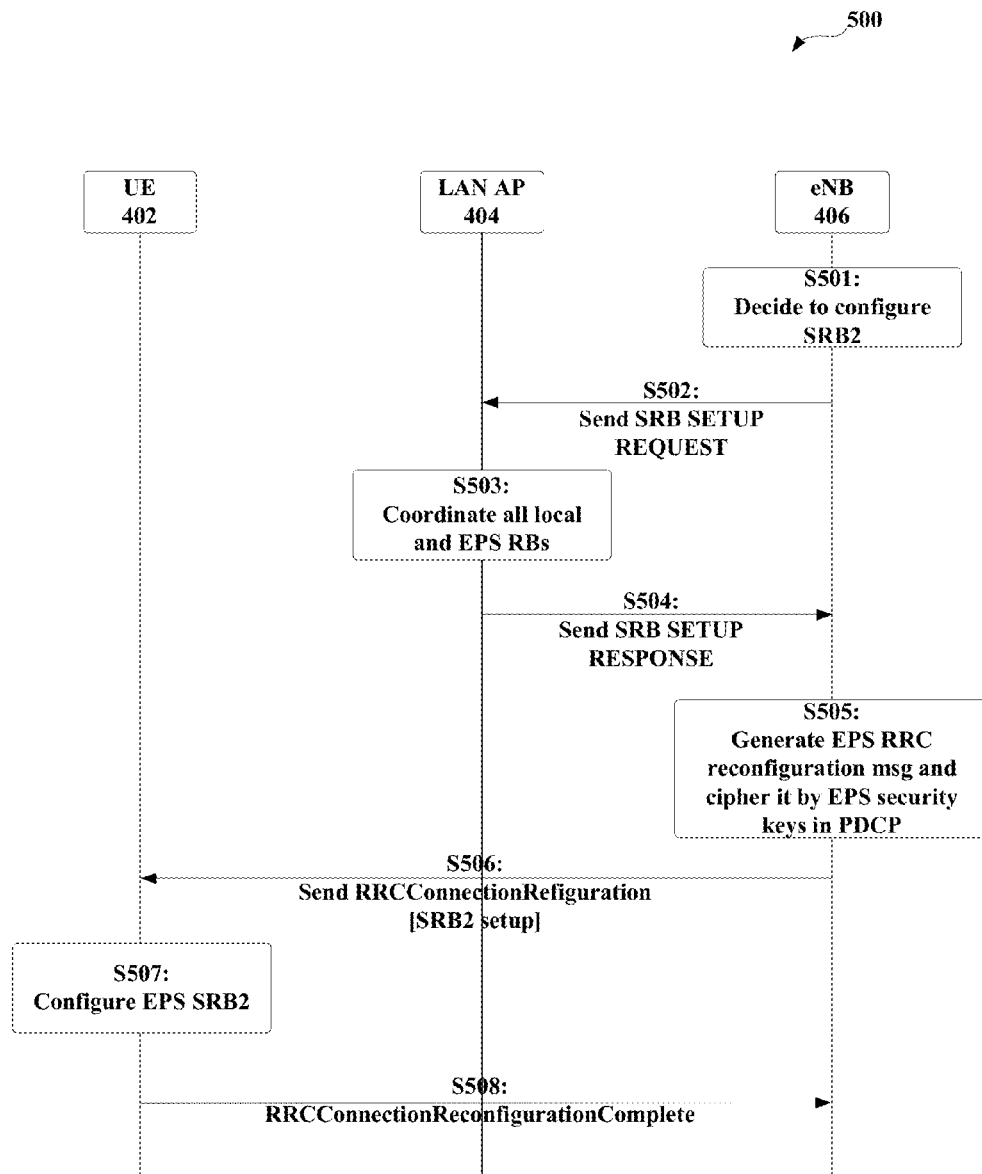 500
UE
402
LAN AP
404
eNB
406
S501:
Decide to configure
SRB2
S502:
Send SRB SETUP
REQUEST
S503:
Coordinate all local
and EPS RBs
S504:
Send SRB SETUP
RESPONSE
S505:
Generate EPS RRC
reconfiguration msg and
cipher it by EPS security
keys in PDCP
S506:
Send RRCConnectionRefiguration
[SRB2 setup]
S507:
Configure EPS SRB2
S508:
RRCConnectionReconfigurationComplete